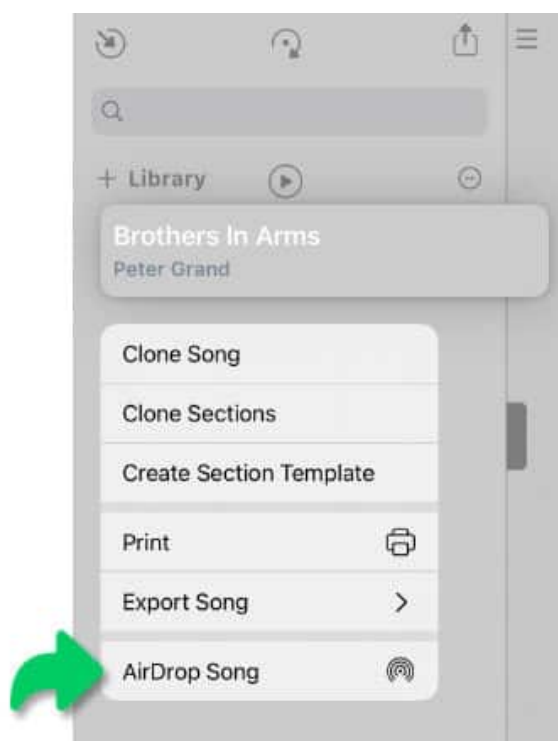 + Library
Brothers In Arms
Peter Grand
Clone Song
Clone Sections
Create Section Template
Print
Export Song
AirDrop Song